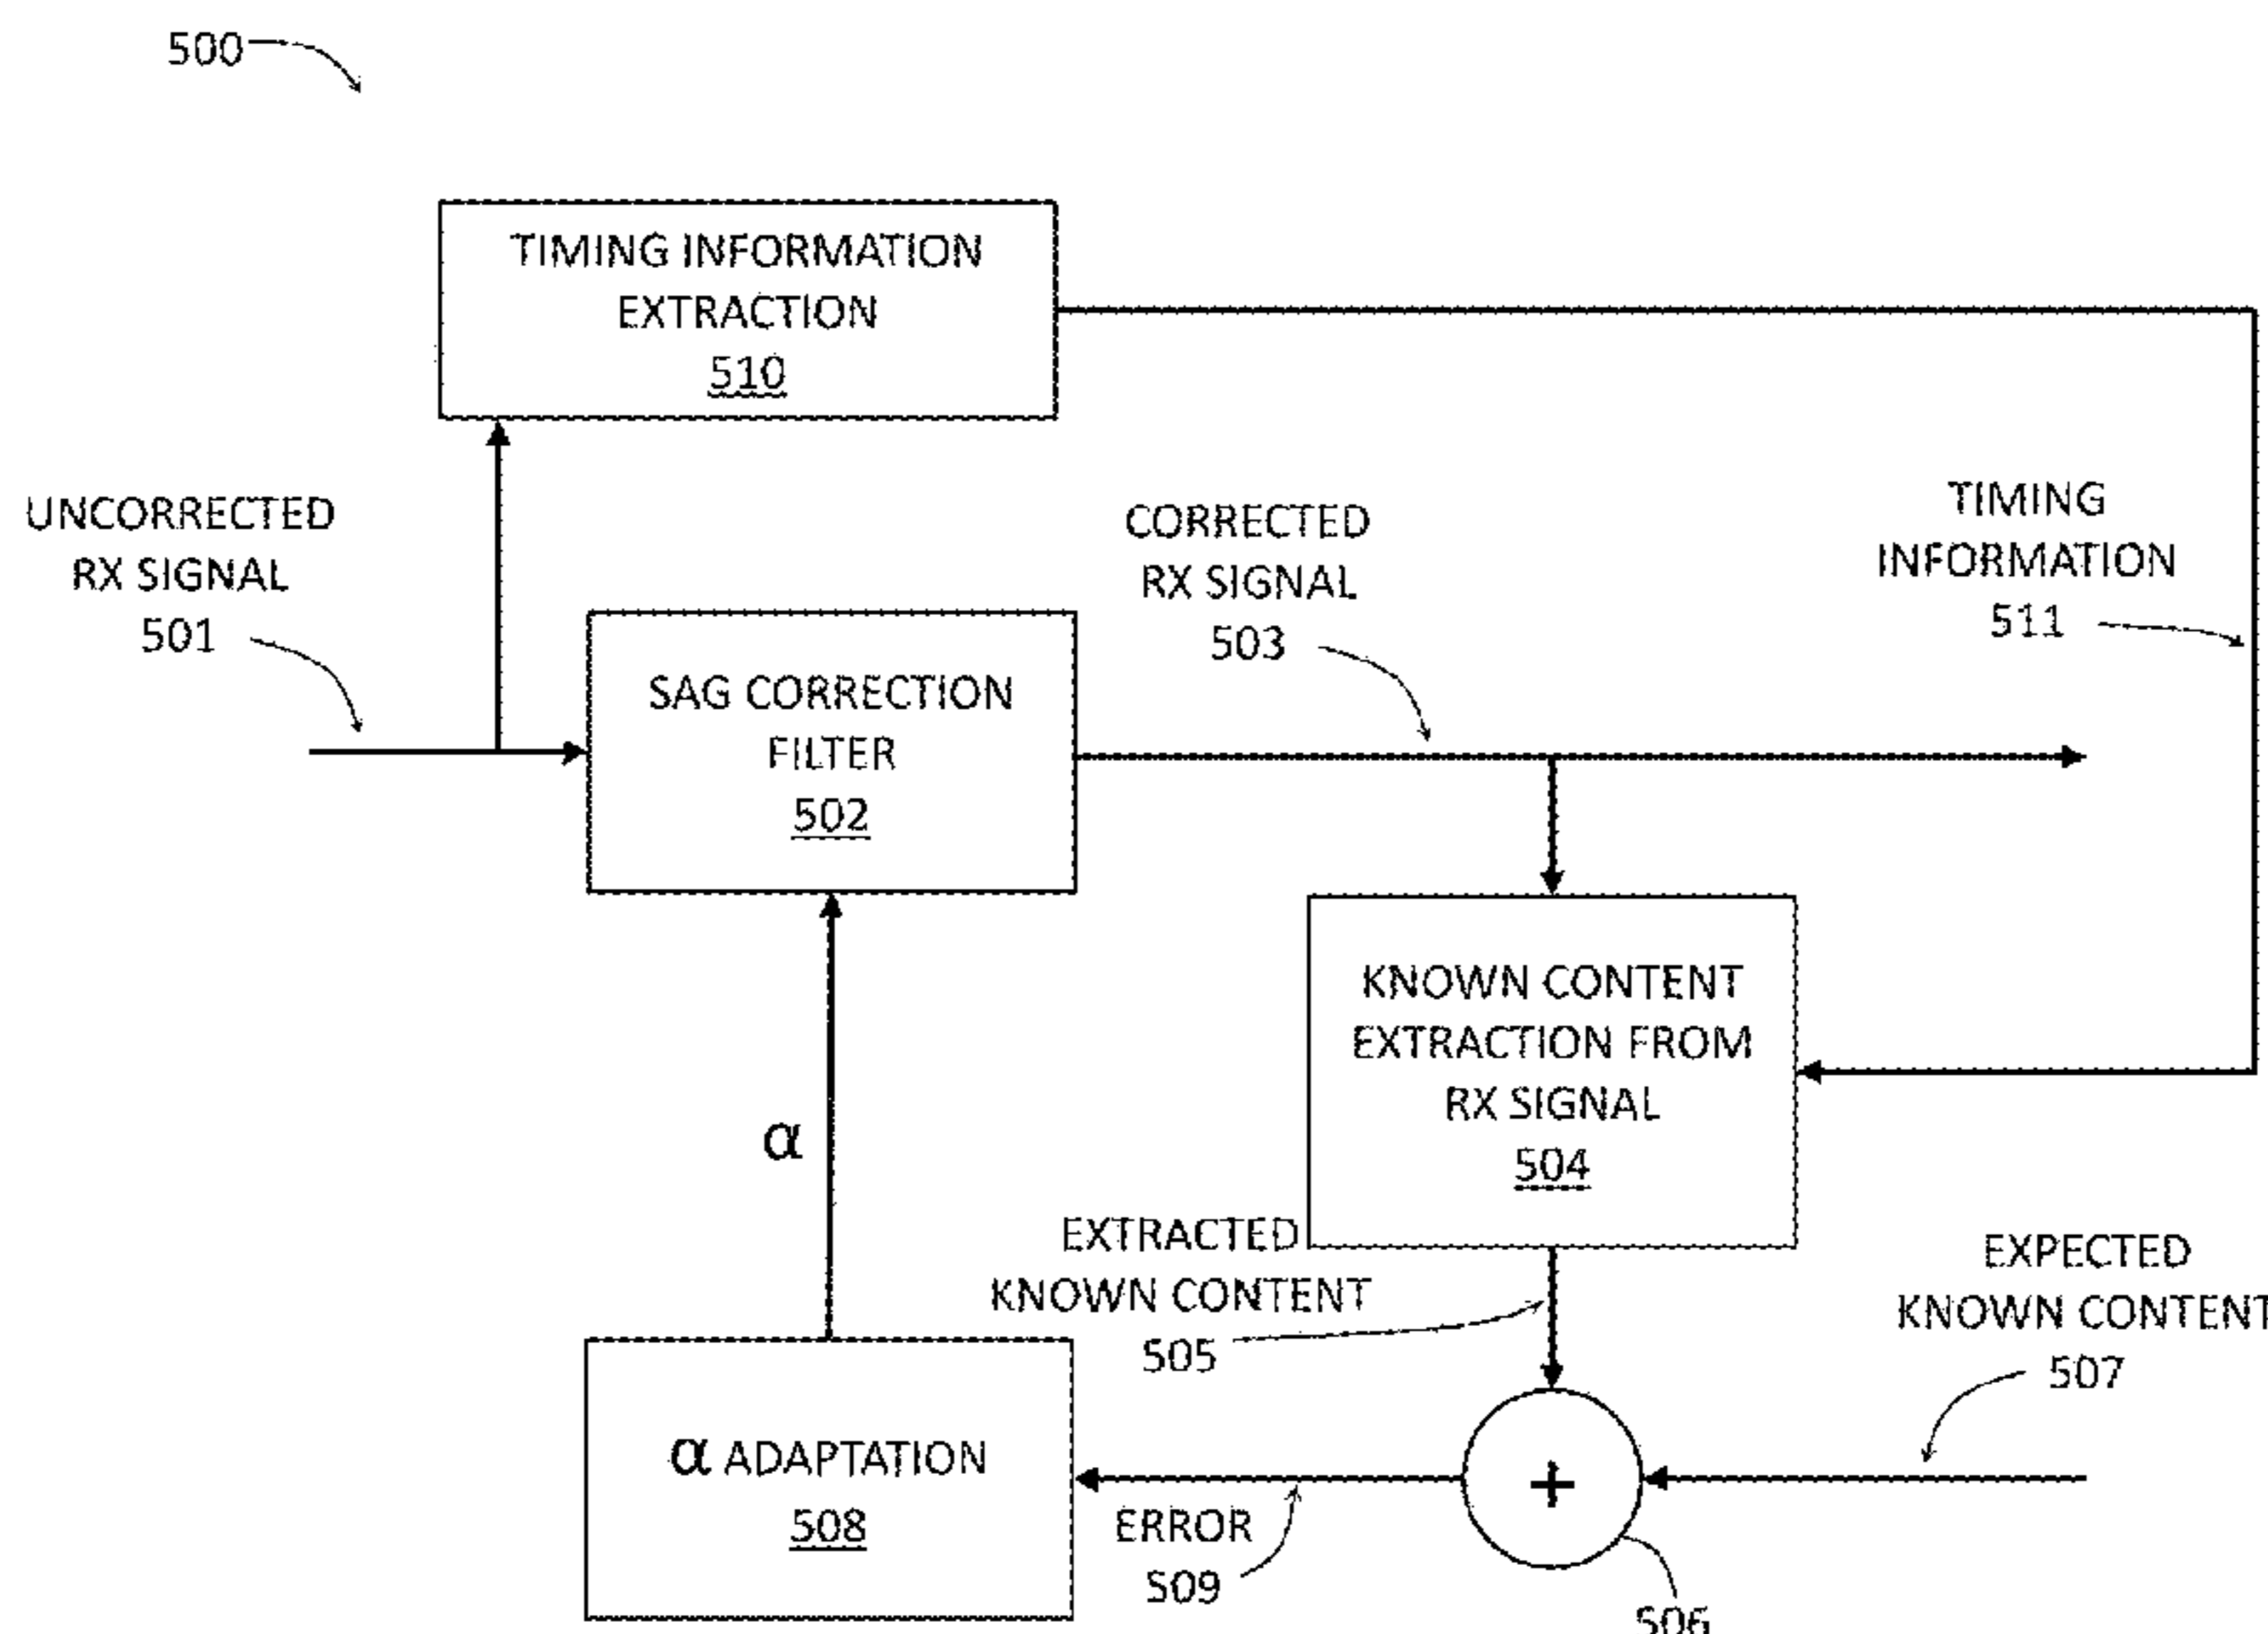 500
TIMING INFORMATION
EXTRACTION
510
UNCORRECTED
RX SIGNAL
501
SAG CORRECTION
FILTER
502
CORRECTED
RX SIGNAL
503
TIMING
INFORMATION
511
KNOWN CONTENT
EXTRACTION FROM
RX SIGNAL
504
α
EXTRACTED
KNOWN CONTENT
505
EXPECTED
KNOWN CONTENT
507
α ADAPTATION
508
ERROR
509
+
506